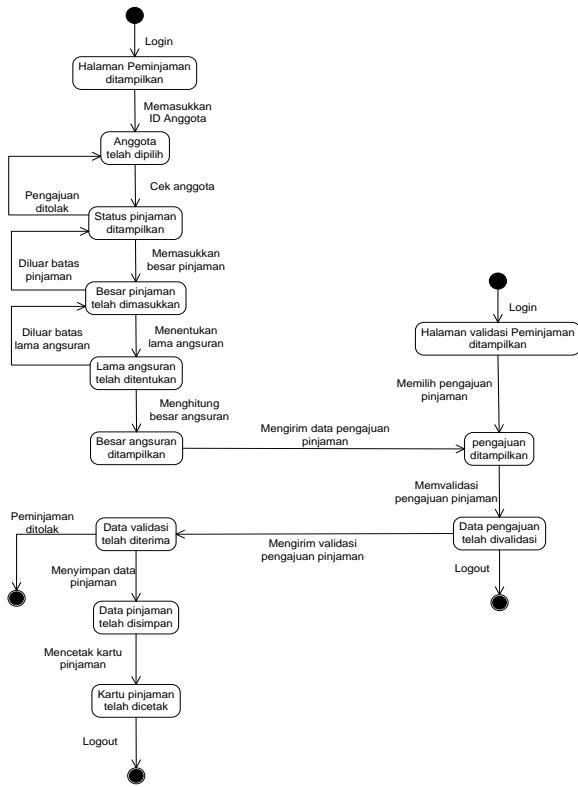 Login
Halaman Peminjaman
ditampilkan
Memasukkan
ID Anggota
Anggota
telah dipilih
Pengajuan
ditolak
Cek anggota
Status pinjaman
ditampilkan
Diluar batas
pinjaman
Memasukkan
besar pinjaman
Besar pinjaman
telah dimasukkan
Diluar batas
lama angsuran
Menentukan
lama angsuran
Lama angsuran
telah ditentukan
Menghitung
besar angsuran
Besar angsuran
ditampilkan
Mengirim data pengajuan
pinjaman
Login
Halaman validasi Peminjaman
ditampilkan
Memilih pengajuan
pinjaman
pengajuan
ditampilkan
Memvalidasi
pengajuan pinjaman
Data pengajuan
telah divalidasi
Logout
Mengirim validasi
pengajuan pinjaman
Data validasi
telah diterima
Peminjaman
ditolak
Menyimpan data
pinjaman
Data pinjaman
telah disimpan
Mencetak kartu
pinjaman
Kartu pinjaman
telah dicetak
Logout